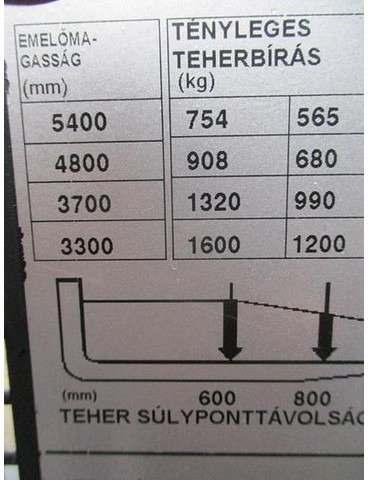 EMELŐMA-
GASSÁG
(mm)
TÉNYLEGES
TEHERBÍRÁS
(kg)
5400 754 565
4800 908 680
3700 1320 990
3300 1600 1200
(mm) 600 800
TEHER SÚLYPONTTÁVOLSÁG